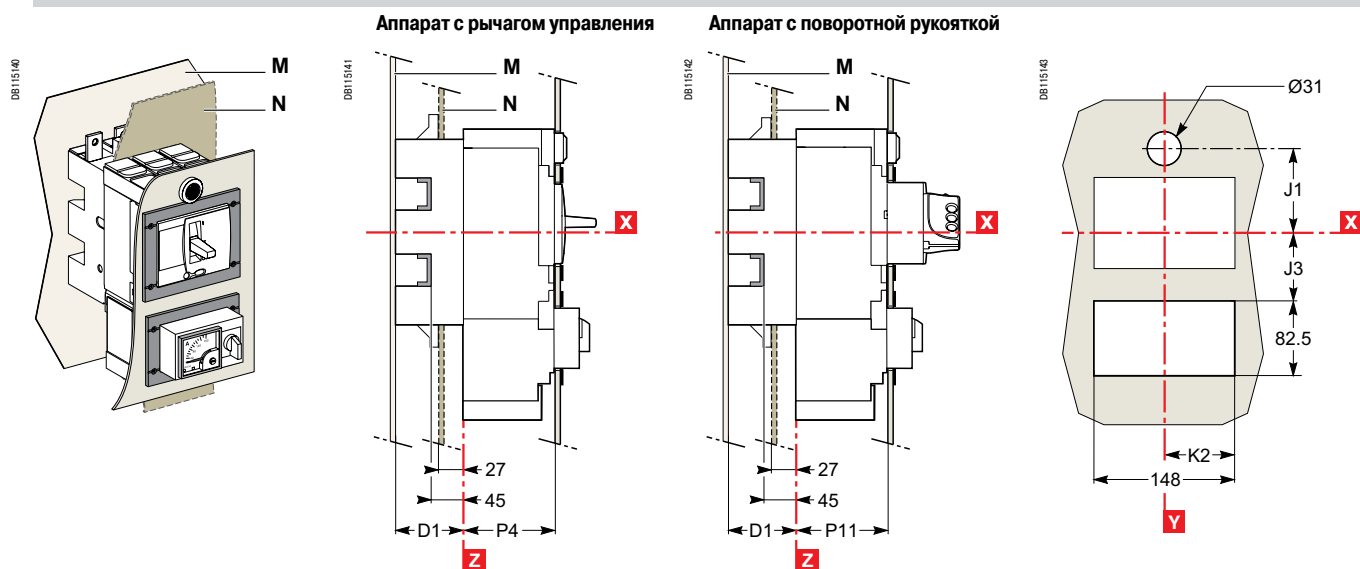 Аппарат с рычагом управления
Аппарат с поворотной рукояткой
DB115140
M
N
DB115141
M
N
X
27
45
D1
P4
Z
DB115142
M
N
X
27
45
D1
P11
Z
DB115143
Ø31
J1
X
J3
82.5
K2
148
Y